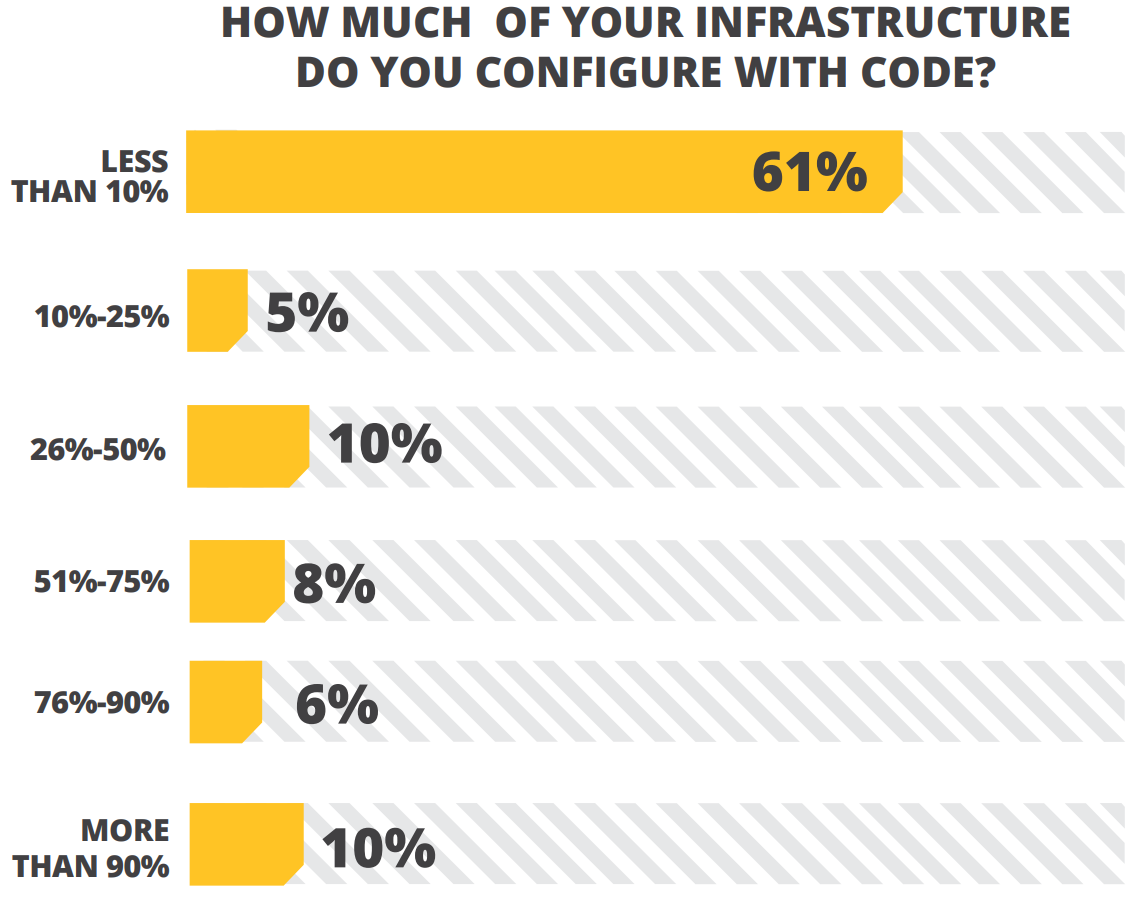 HOW MUCH OF YOUR INFRASTRUCTURE
DO YOU CONFIGURE WITH CODE?
LESS
THAN 10%
61%
10%-25%
5%
26%-50%
10%
51%-75%
8%
76%-90%
6%
MORE
THAN 90%
10%